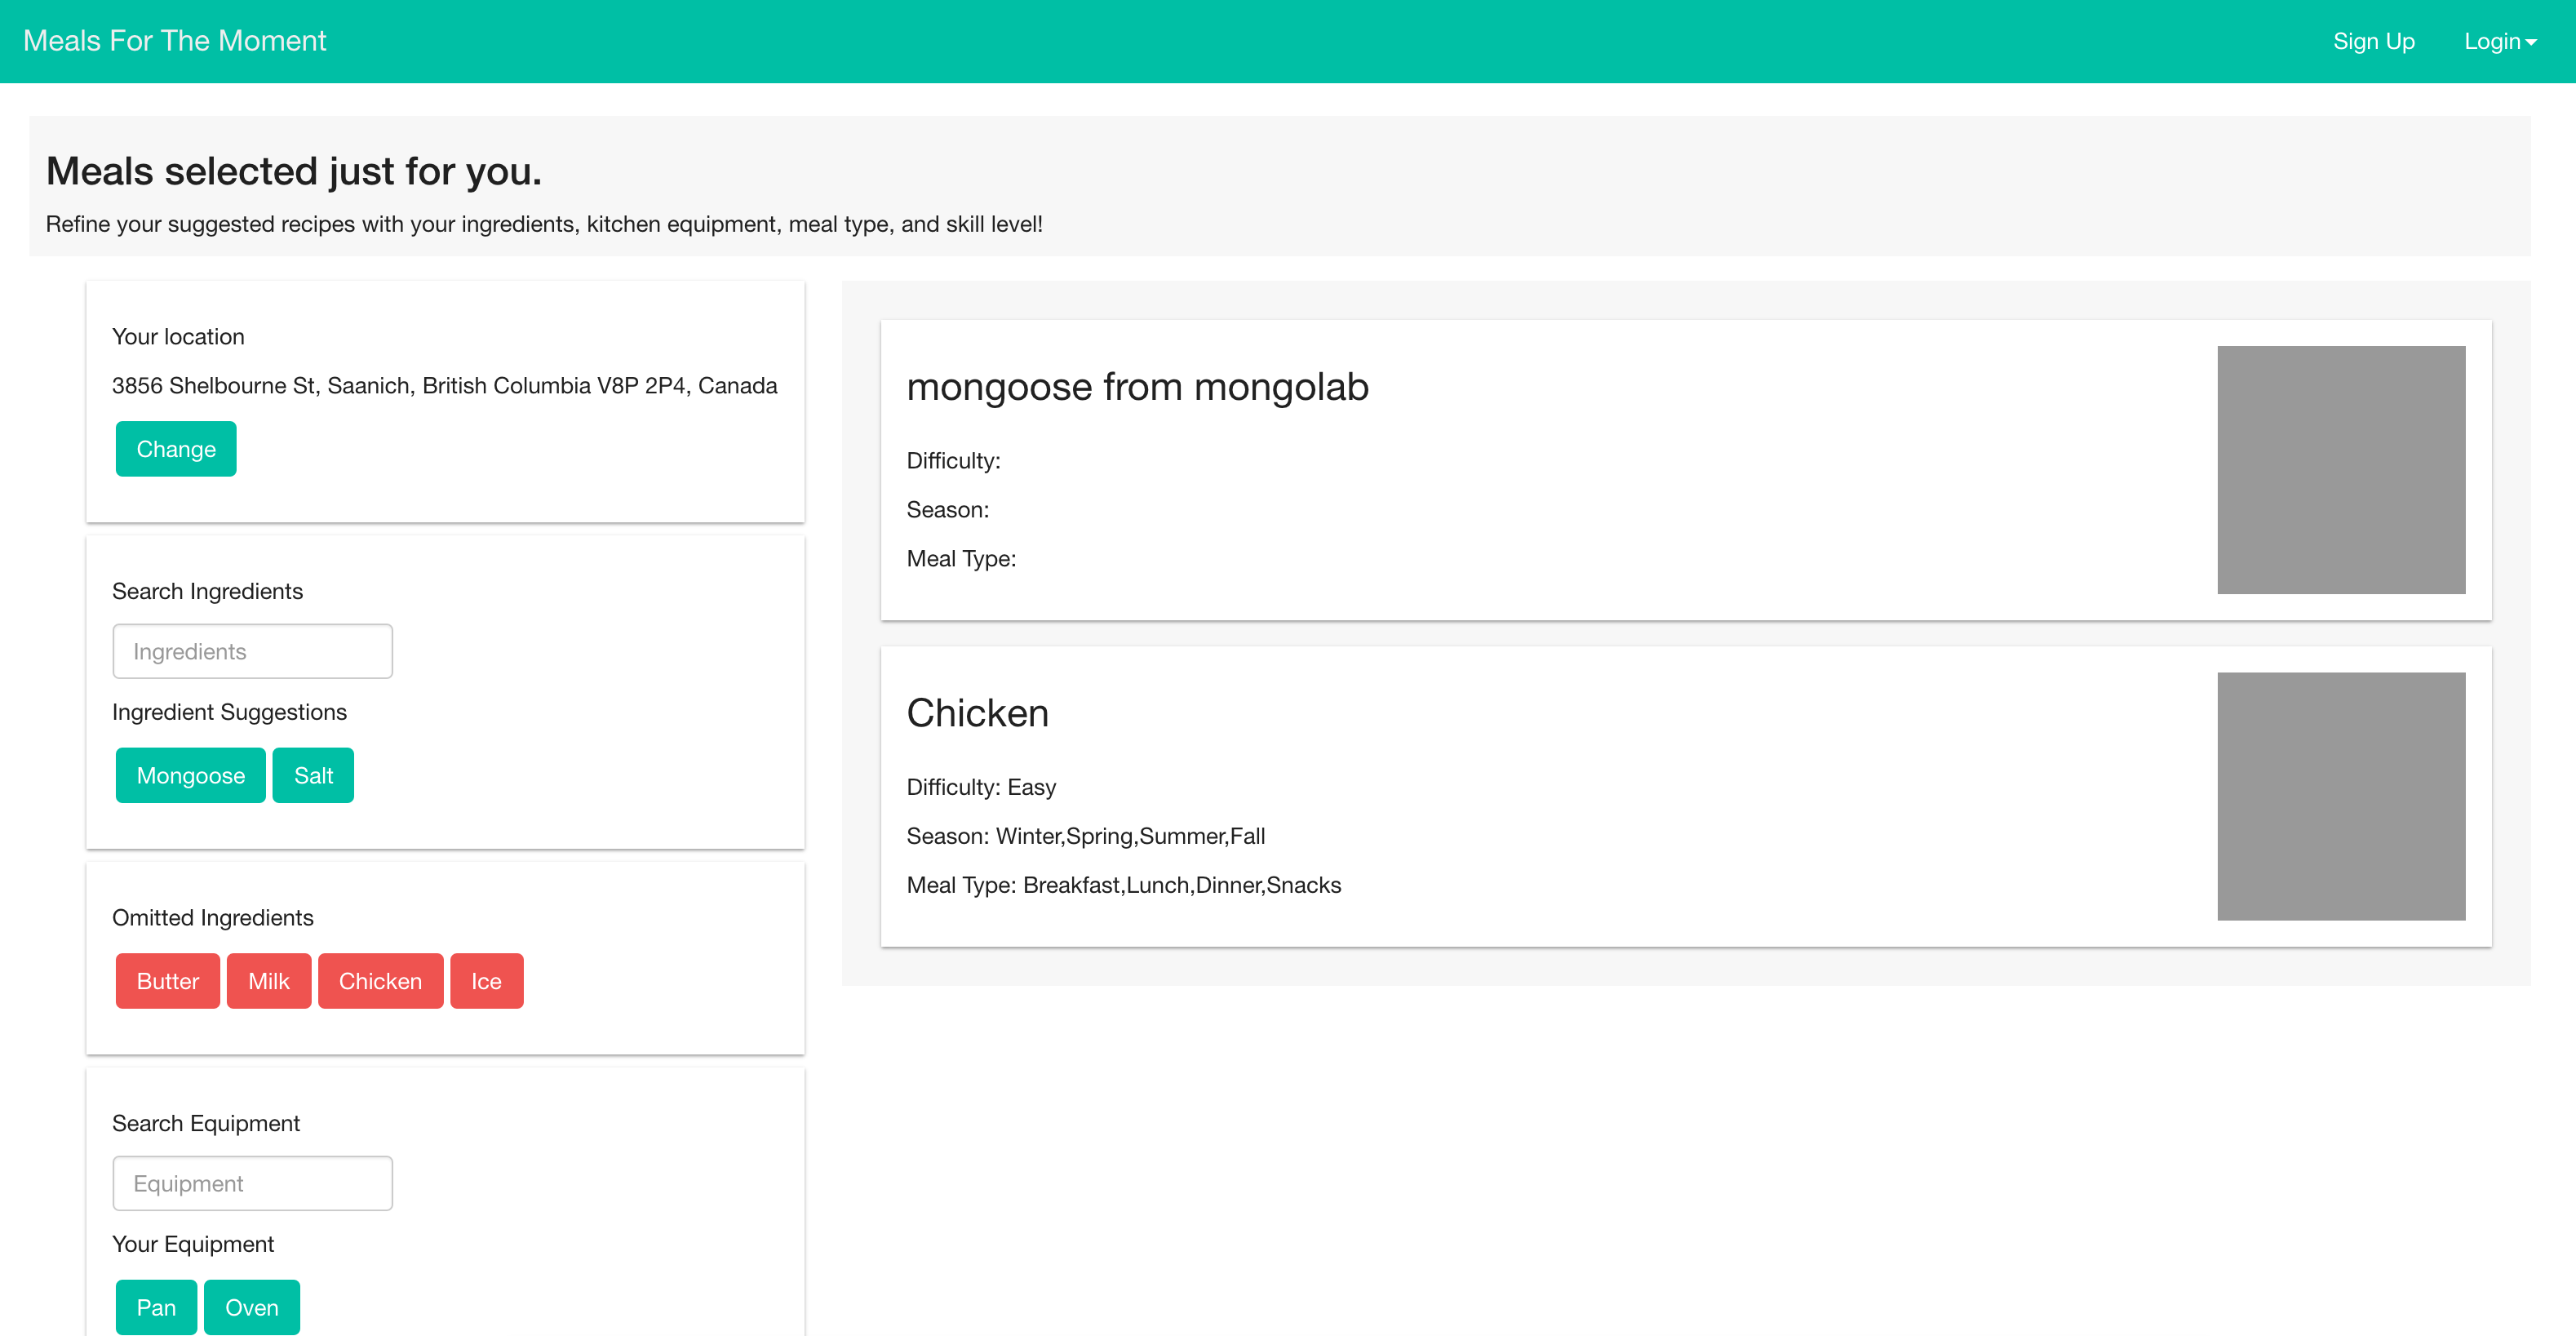 Meals For The Moment
Sign Up
Login
Meals selected just for you.
Refine your suggested recipes with your ingredients, kitchen equipment, meal type, and skill level!
Your location
3856 Shelbourne St, Saanich, British Columbia V8P 2P4, Canada
Change
Search Ingredients
Ingredients
Ingredient Suggestions
Mongoose Salt
Omitted Ingredients
Butter Milk Chicken Ice
Search Equipment
Equipment
Your Equipment
Pan Oven
mongoose from mongolab
Difficulty:
Season:
Meal Type:
Chicken
Difficulty: Easy
Season: Winter,Spring,Summer,Fall
Meal Type: Breakfast,Lunch,Dinner,Snacks